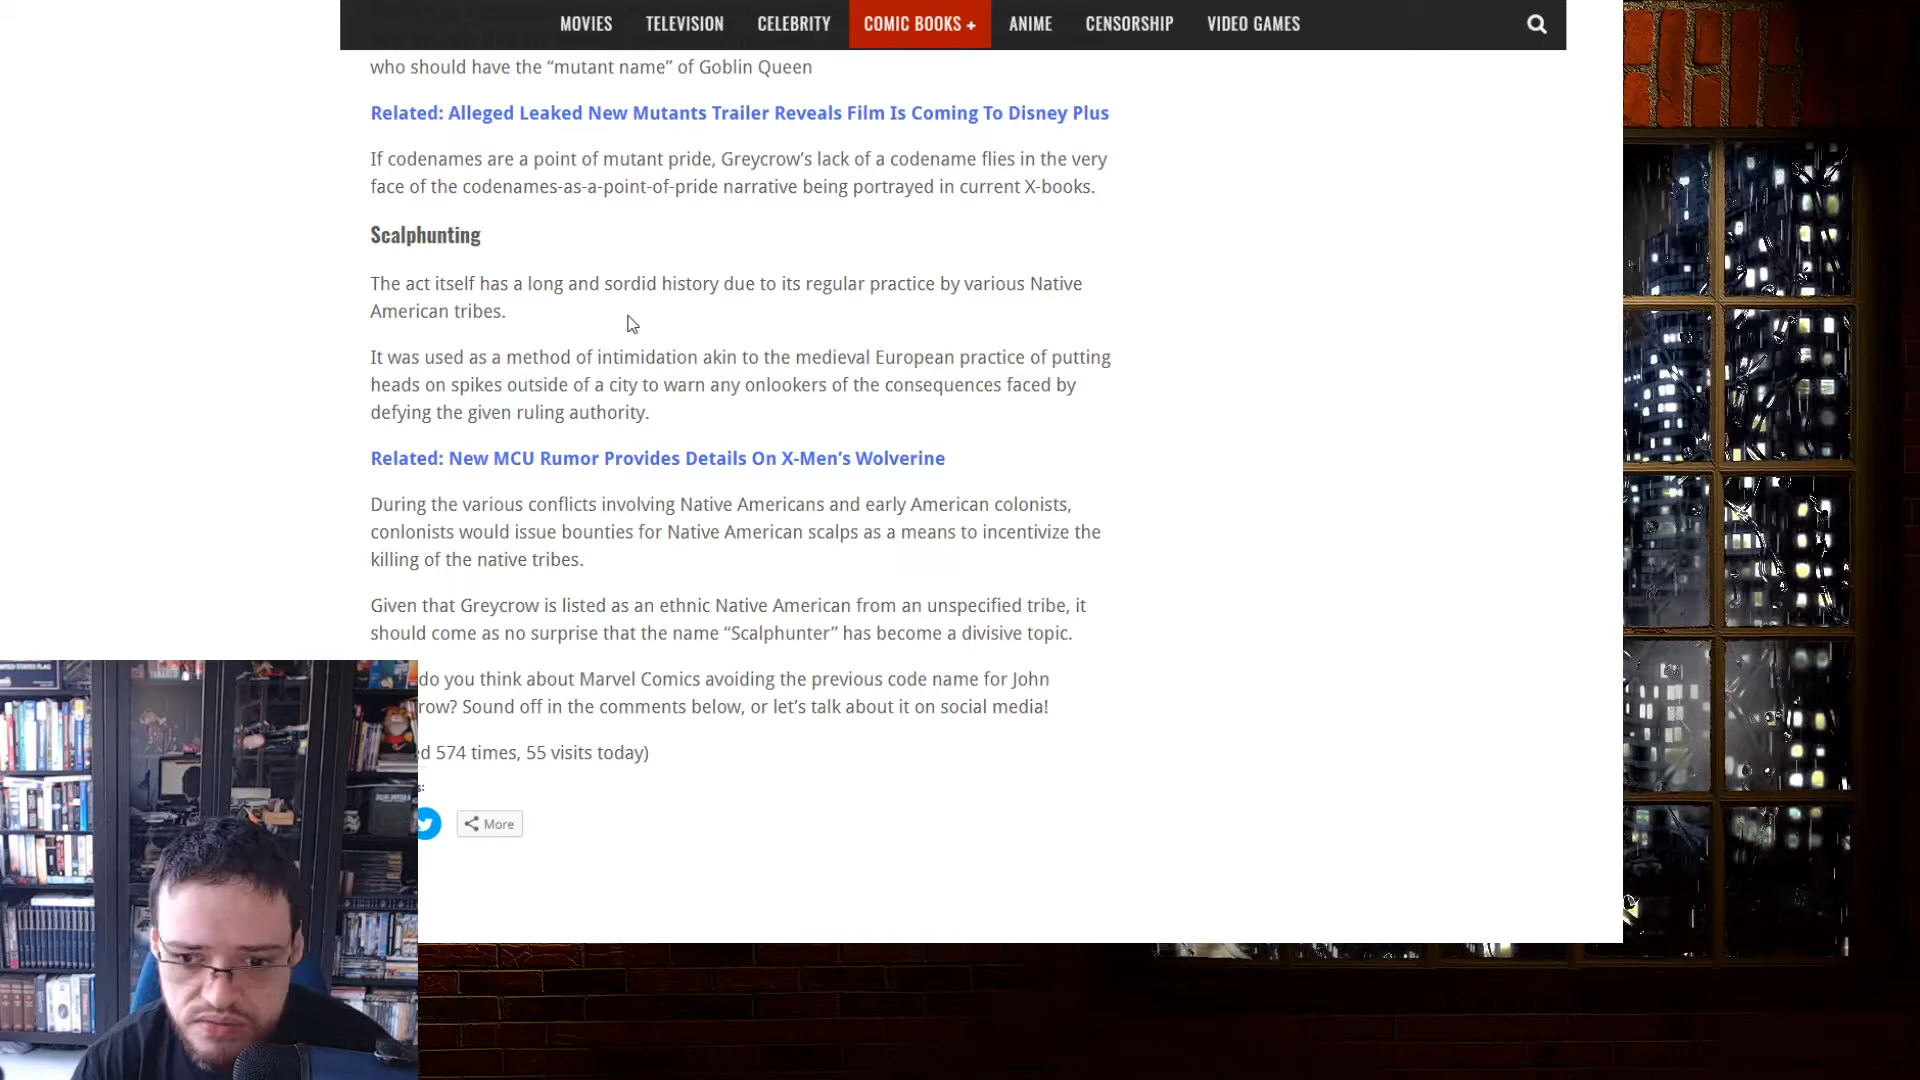 MOVIES TELEVISION CELEBRITY COMIC BOOKS + ANIME CENSORSHIP VIDEO GAMES
who should have the “mutant name” of Goblin Queen
Related: Alleged Leaked New Mutants Trailer Reveals Film Is Coming To Disney Plus
If codenames are a point of mutant pride, Greycrow’s lack of a codename flies in the very
face of the codenames-as-a-point-of-pride narrative being portrayed in current X-books.
Scalphunting
The act itself has a long and sordid history due to its regular practice by various Native
American tribes.
It was used as a method of intimidation akin to the medieval European practice of putting
heads on spikes outside of a city to warn any onlookers of the consequences faced by
defying the given ruling authority.
Related: New MCU Rumor Provides Details On X-Men’s Wolverine
During the various conflicts involving Native Americans and early American colonists,
conlonists would issue bounties for Native American scalps as a means to incentivize the
killing of the native tribes.
Given that Greycrow is listed as an ethnic Native American from an unspecified tribe, it
should come as no surprise that the name “Scalphunter” has become a divisive topic.
do you think about Marvel Comics avoiding the previous code name for John
row? Sound off in the comments below, or let’s talk about it on social media!
d 574 times, 55 visits today)
s:
More